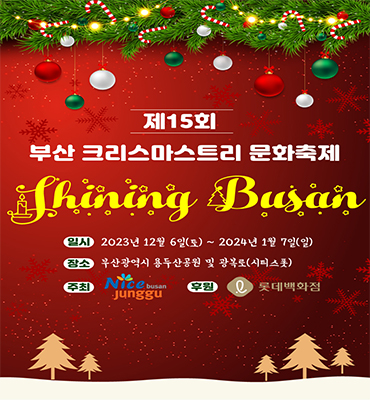 제15회
부산 크리스마스트리 문화축제
Shining Busan
일시 2023년 12월 6일(토) ~ 2024년 1월 7일(일)
장소 부산광역시 용두산공원 및 광복로(시티스폿)
주최 Nice busan junggu 후원 롯데백화점